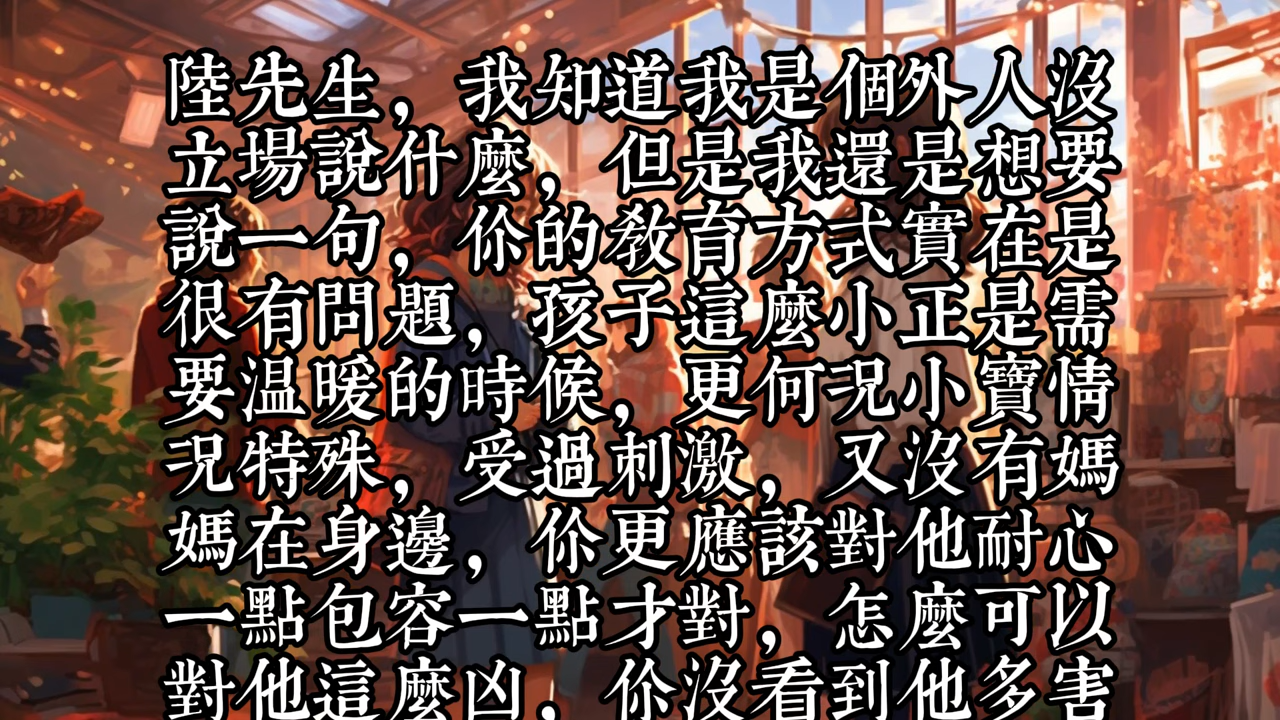 陸先生，我知道我是個外人沒
立場說什麼，但是我還是想要
說一句，你的教育方式實在是
很有問題，孩子這麼小正是需
要温暖的時候，更何況小寶情
況特殊，受過刺激，又沒有媽
媽在身邊，你更應該對他耐心
一點包容一點才對，怎麼可以
對他這麼凶，你沒看到他多害